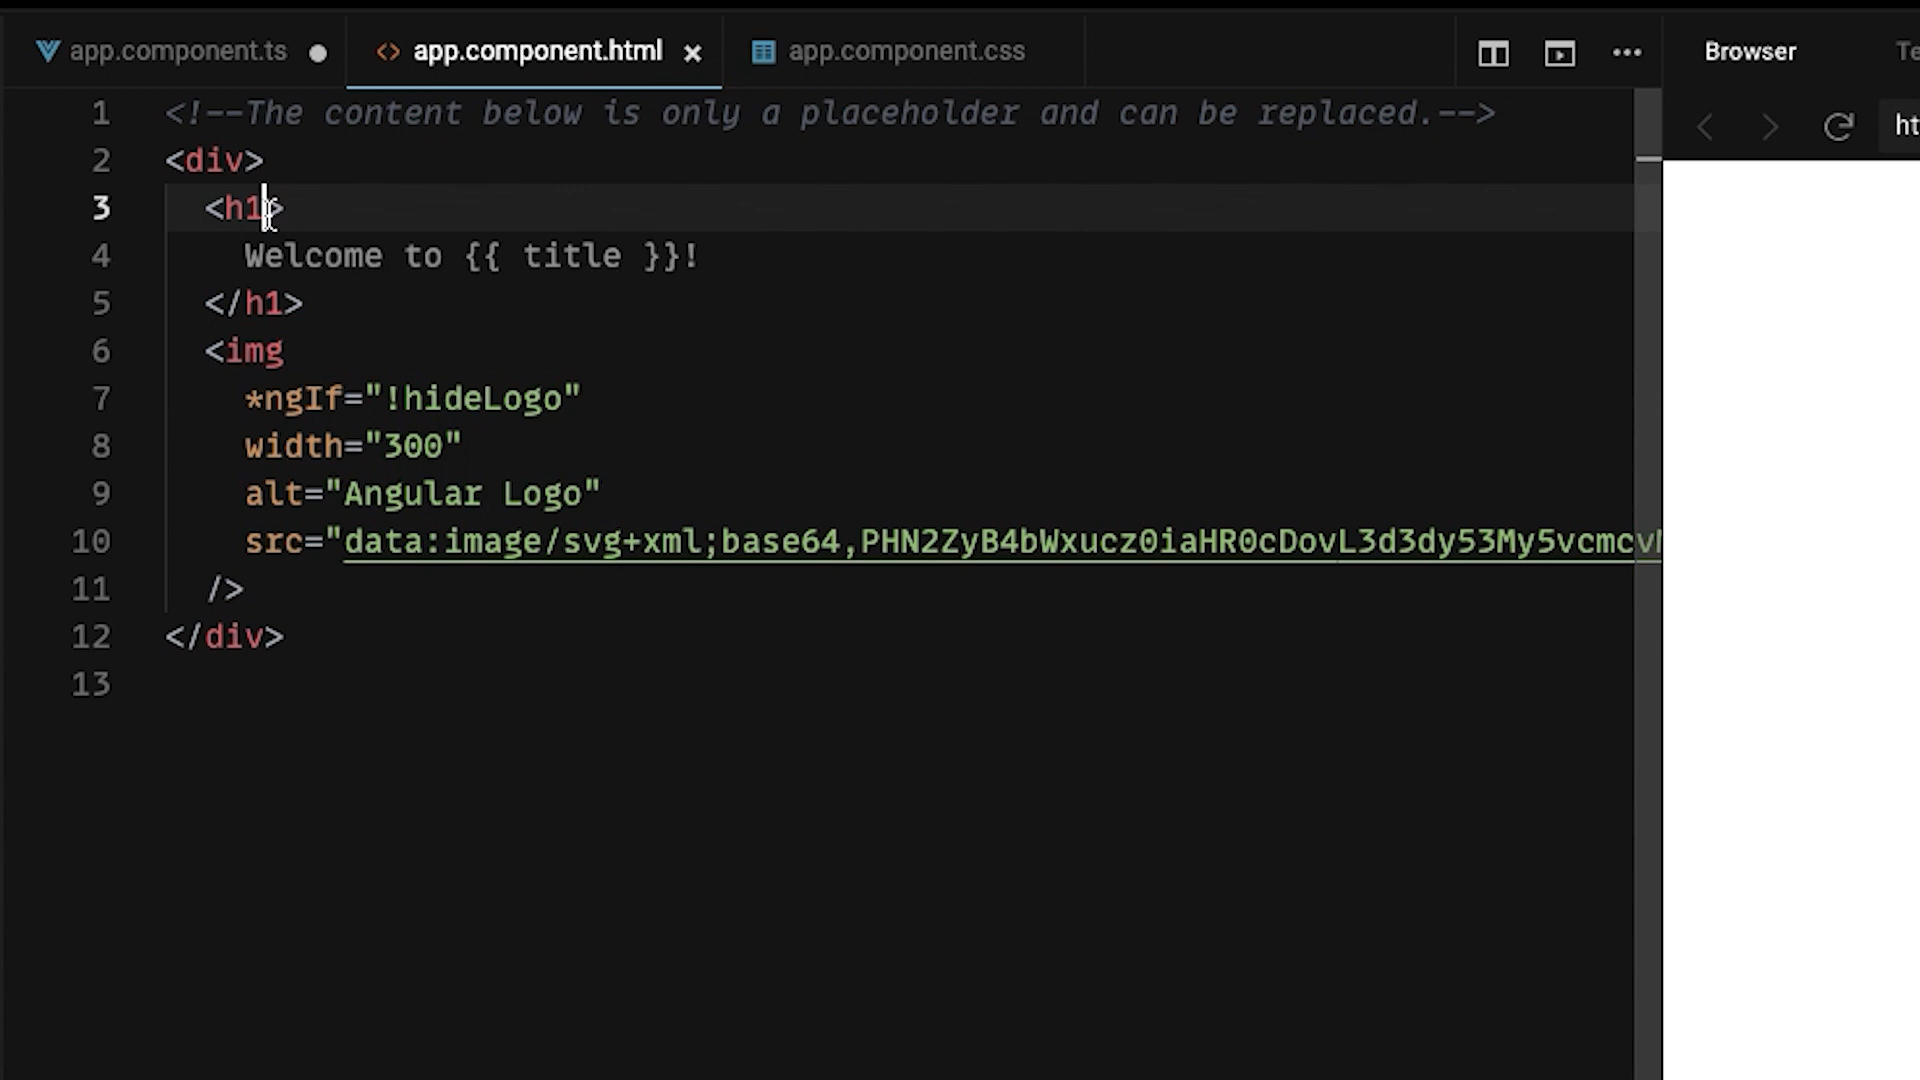 app.component.ts app.component.html app.component.css Browser
1 <!--The content below is only a placeholder and can be replaced.-->
2 <div>
3 <h1>
4 Welcome to {{ title }}!
5 </h1>
6 <img
7 *ngIf="!hideLogo"
8 width="300"
9 alt="Angular Logo"
10 src="data:image/svg+xml;base64,PHN2ZyB4bWxucz0iaHR0cDovL3d3dy53My5vcmcv
11 />
12 </div>
13